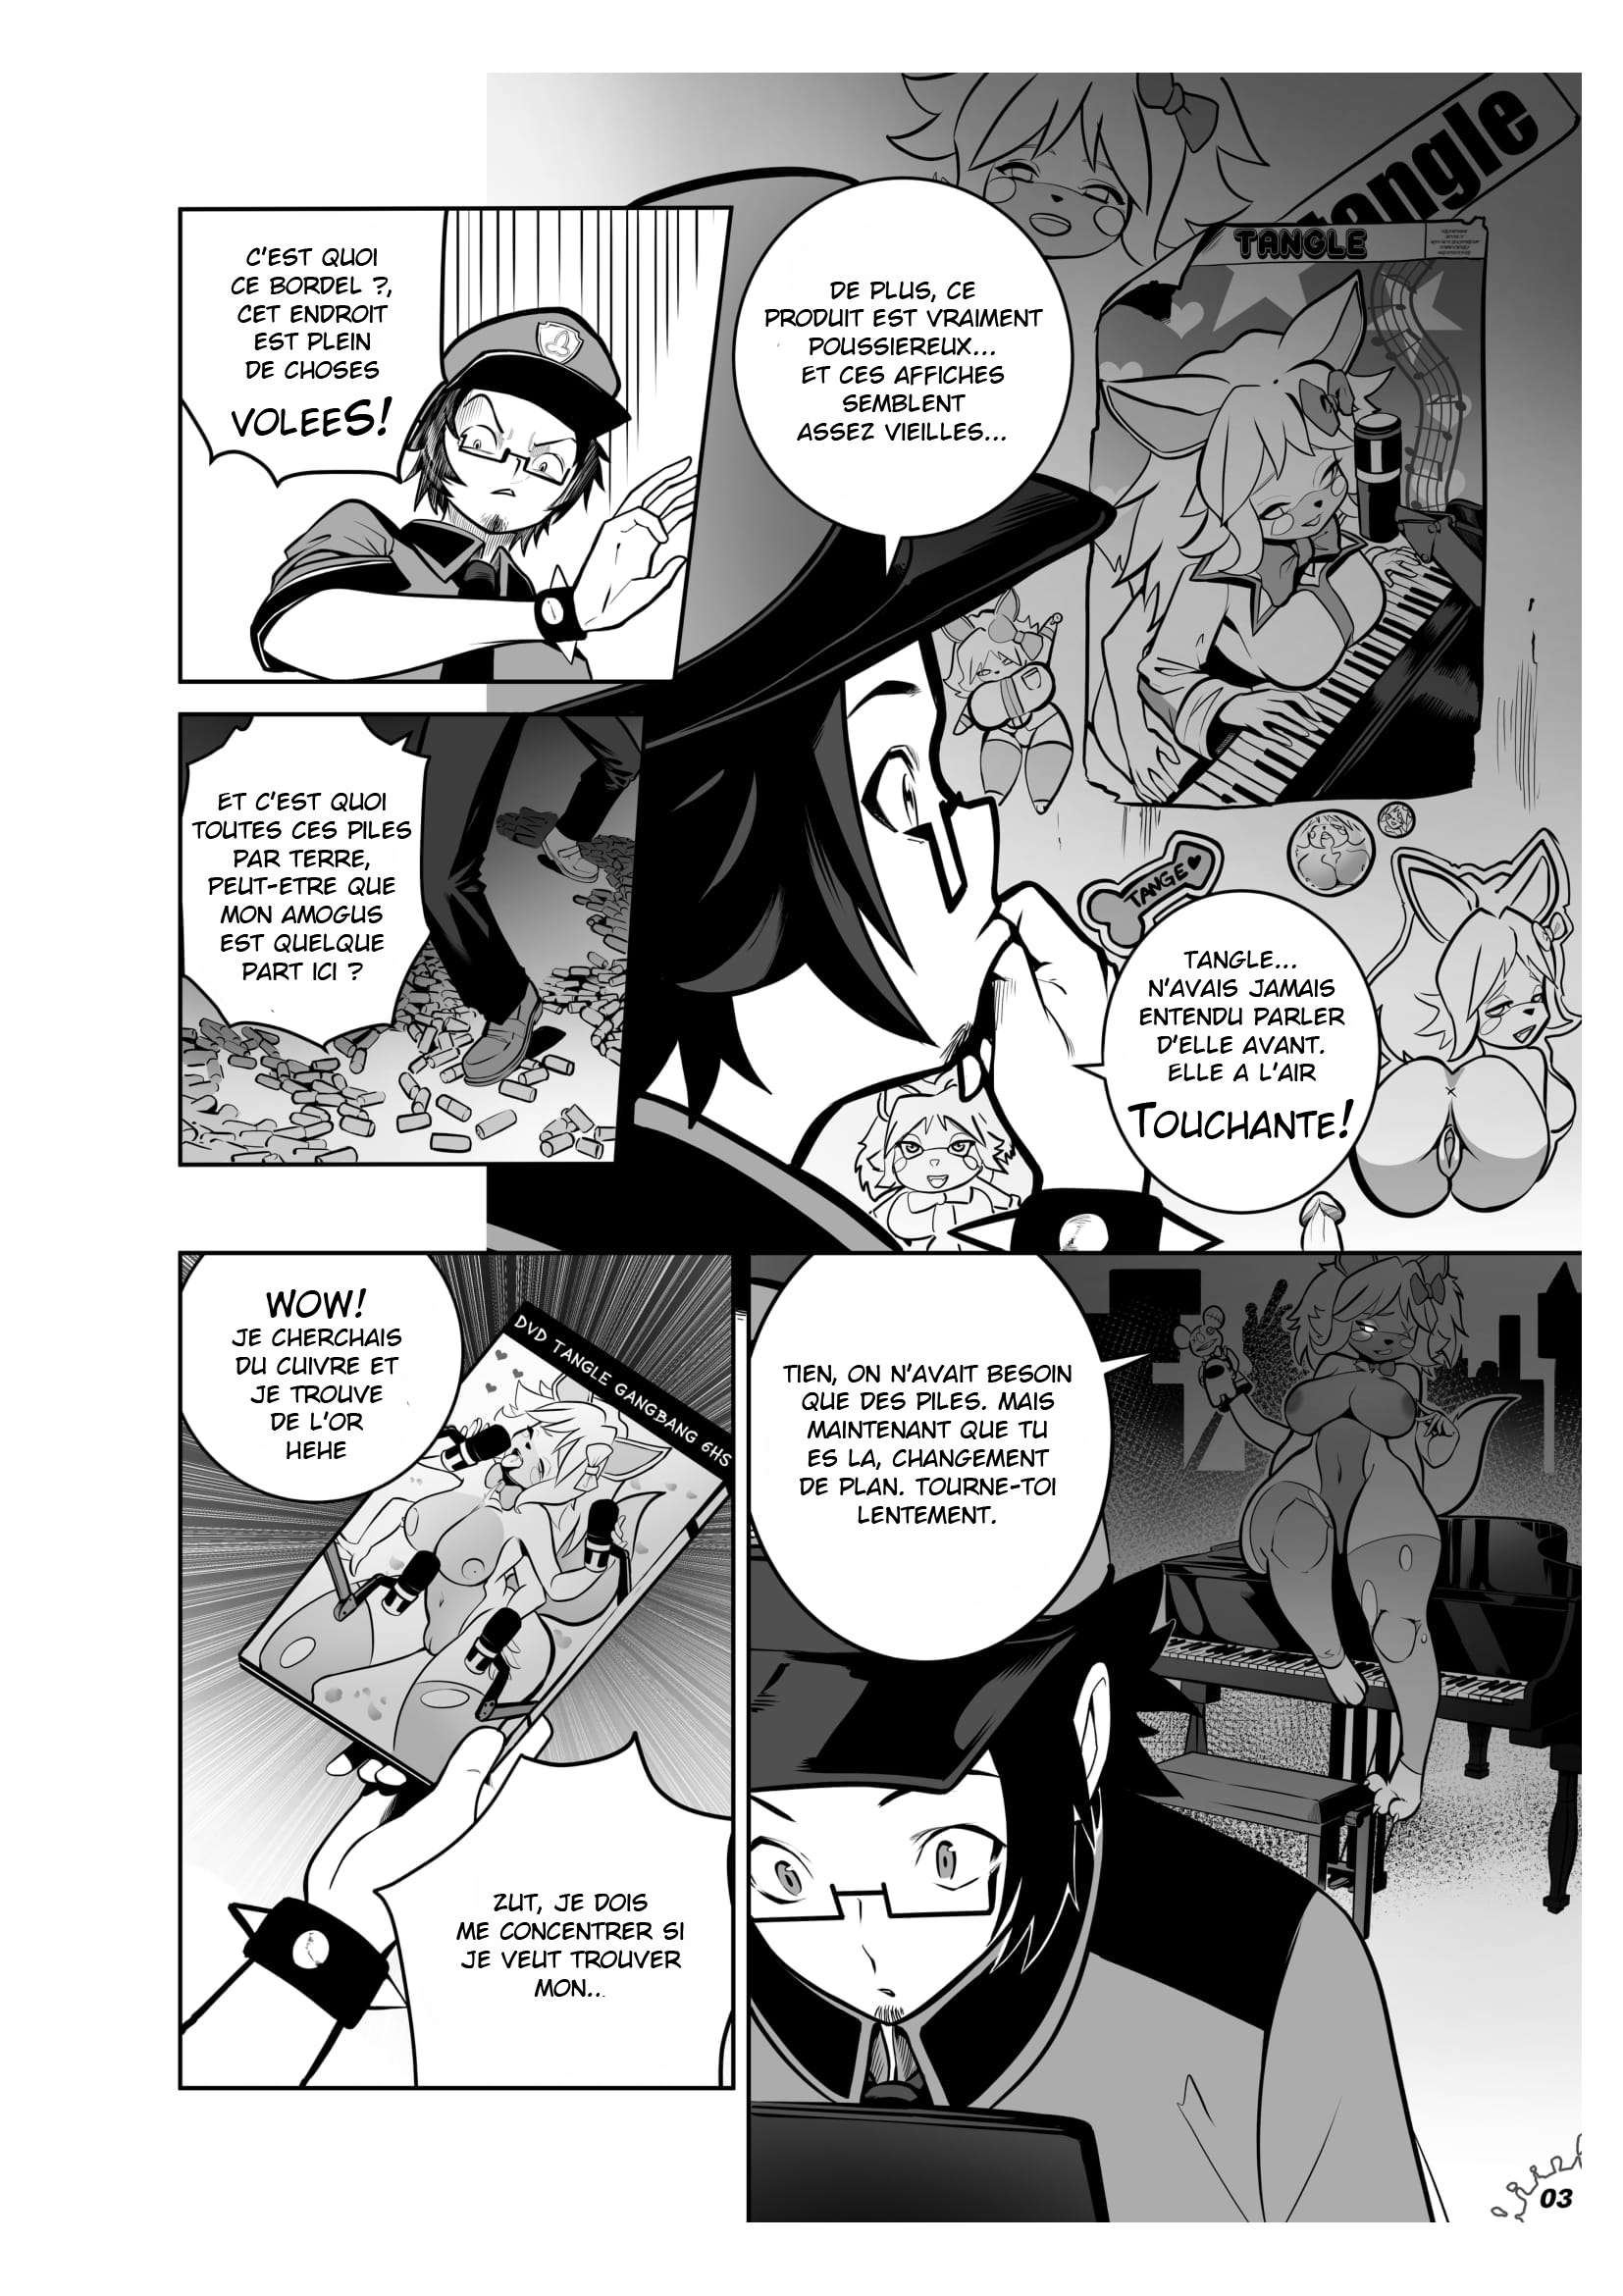 C'EST QUOI
CE BORDEL ?,
CET ENDROIT
EST PLEIN
DE CHOSES
VOLEES!
DE PLUS, CE
PRODUIT EST VRAIMENT
POUSSIEREUX...
ET CES AFFICHES
SEMBLENT
ASSEZ VIEILLES...
tangle
TANGLE
ET C'EST QUOI
TOUTES CES PILES
PAR TERRE,
PEUT-ETRE QUE
MON AMOGUS
EST QUELQUE
PART ICI ?
TANGE
TANGLE...
N'AVAIS JAMAIS
ENTENDU PARLER
D'ELLE AVANT.
ELLE A L'AIR
TOUCHANTE!
WOW!
JE CHERCHAIS
DU CUIVRE ET
JE TROUVE
DE L'OR
HEHE
DVD TANGLE GANGBANG 6HS
ZUT, JE DOIS
ME CONCENTRER SI
JE VEUT TROUVER
MON...
TIEN, ON N'AVAIT BESOIN
QUE DES PILES. MAIS
MAINTENANT QUE TU
ES LA, CHANGEMENT
DE PLAN. TOURNE-TOI
LENTEMENT.
03